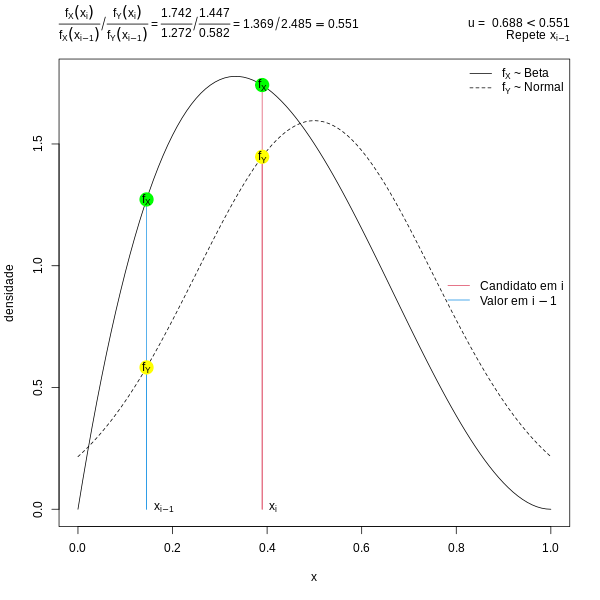 fX(xi) / fY(xi) = 1.742 / 1.447 = 1.369/2.485 = 0.551
fX(xi−1) fY(xi−1) 1.272 0.582
u = 0.688 < 0.551
Repete xi−1
fX ~ Beta
fY ~ Normal
fX
fY
fX
fY
Candidato em i
Valor em i − 1
xi−1
xi
densidade
0.0
0.5
1.0
1.5
0.0 0.2 0.4 0.6 0.8 1.0
x